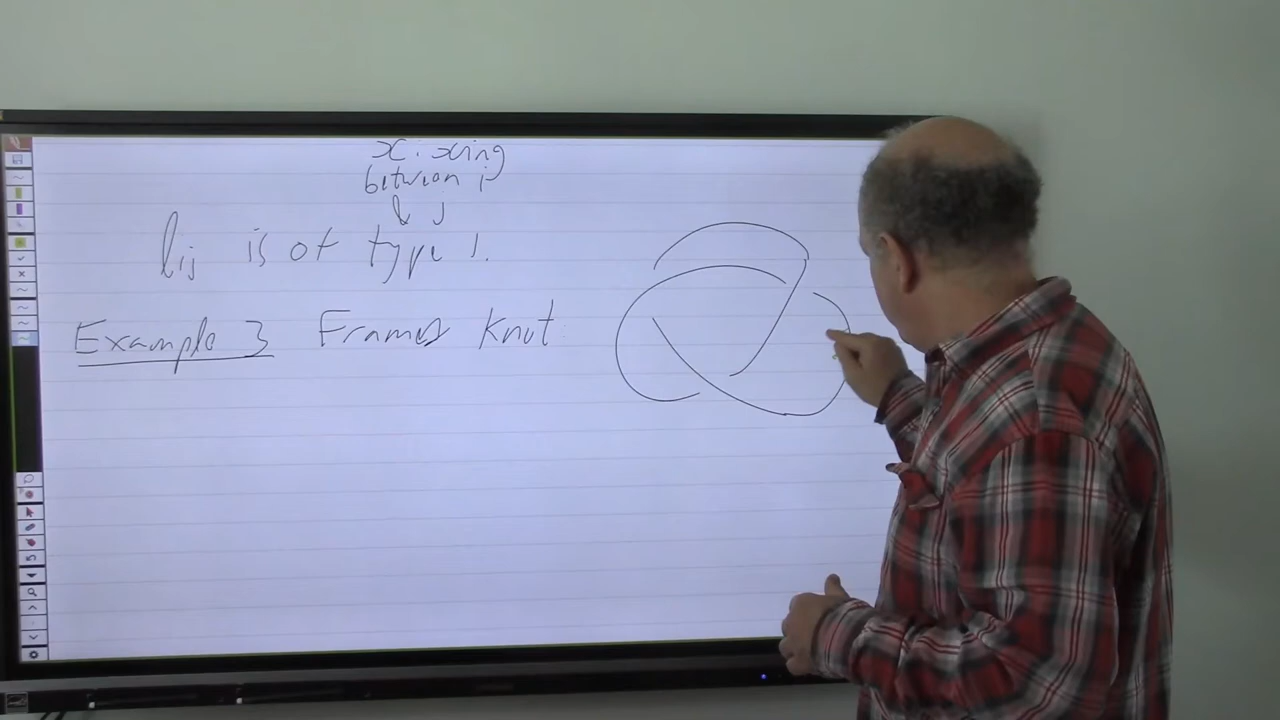 x: xing
between i
& j
lij is of type 1.
Example 3 Framed Knot: